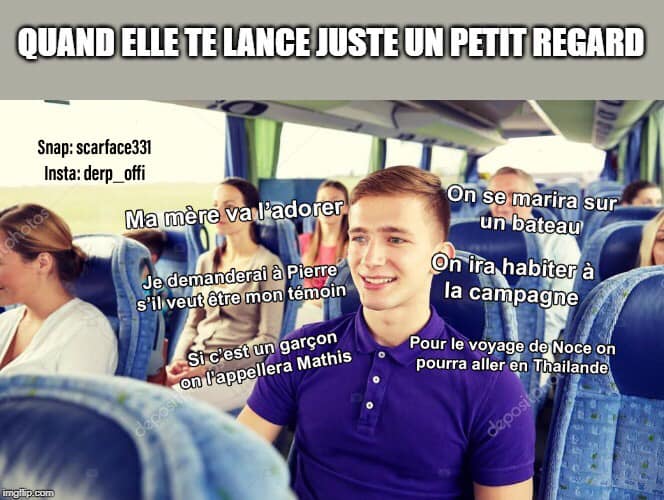 QUAND ELLE TE LANCE JUSTE UN PETIT REGARD
Snap: scarface331
Insta: derp_offi
Ma mère va l'adorer
On se marira sur
un bateau
Je demanderai à Pierre
s'il veut être mon témoin
On ira habiter à
la campagne
Si c'est un garçon
on l'appellera Mathis
Pour le voyage de Noce on
pourra aller en Thailande
depositphotos
imgflip.com